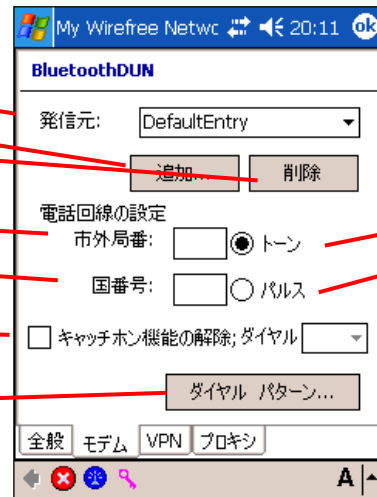 My Wirefree Netwc 20:11 ok
BluetoothDUN
発信元: DefaultEntry
追加... 削除
電話回線の設定
市外局番: トーン
国番号: パルス
キャッチホン機能の解除; ダイヤル
ダイヤル パターン...
全般 モデム VPN プロキシ
A